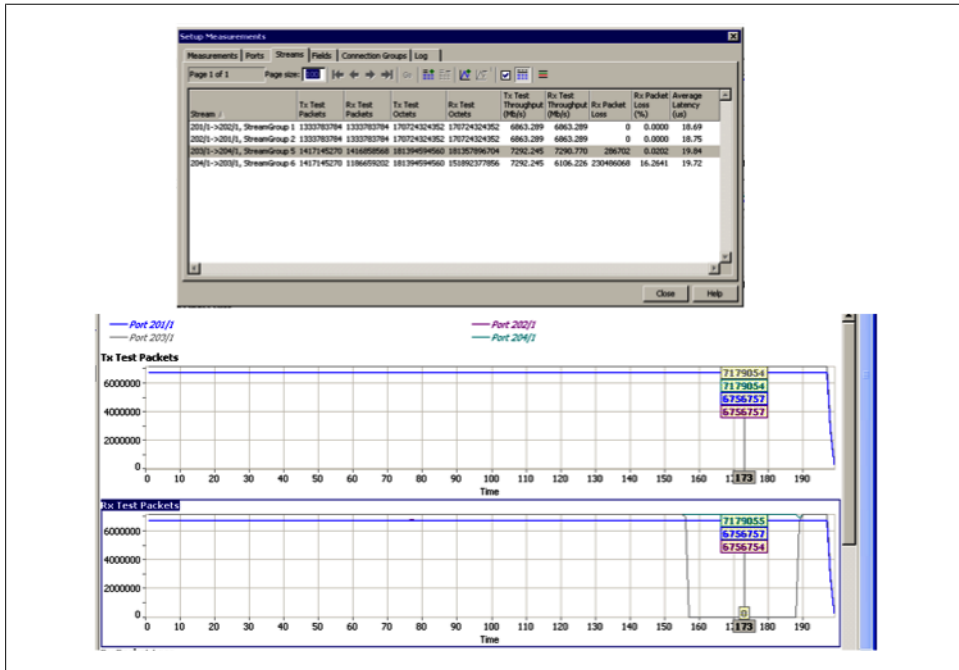 Setup Measurements
Measurements Ports Streams Fields Connection Groups Log
Page 1 of 1 Page size: 100 Go
Stream / Tx Test Packets Rx Test Packets Tx Test Octets Rx Test Octets Tx Test Throughput (Mb/s) Rx Test Throughput (Mb/s) Rx Packet Loss Rx Packet Loss (%) Average Latency (us)
201/1->202/1, StreamGroup 1 1333783784 1333783784 170724324352 170724324352 6863.289 6863.289 0 0.0000 18.69
202/1->201/1, StreamGroup 2 1333783784 1333783784 170724324352 170724324352 6863.289 6863.289 0 0.0000 18.75
203/1->204/1, StreamGroup 5 1417145270 1416858568 181394594560 181357896704 7292.245 7290.770 286702 0.0202 19.84
204/1->203/1, StreamGroup 6 1417145270 1186659202 181394594560 151892377856 7292.245 6106.226 230486068 16.2641 19.72
Close Help
Port 201/1 Port 202/1
Port 203/1 Port 204/1
Tx Test Packets
7179054
6000000
7179054
6756757
4000000
6756757
2000000
0
0 10 20 30 40 50 60 70 80 90 100 110 120 130 140 150 160 173 180 190
Time
Rx Test Packets
7179055
6000000
6756757
6756754
4000000
2000000
0
0
0 10 20 30 40 50 60 70 80 90 100 110 120 130 140 150 160 173 180 190
Time